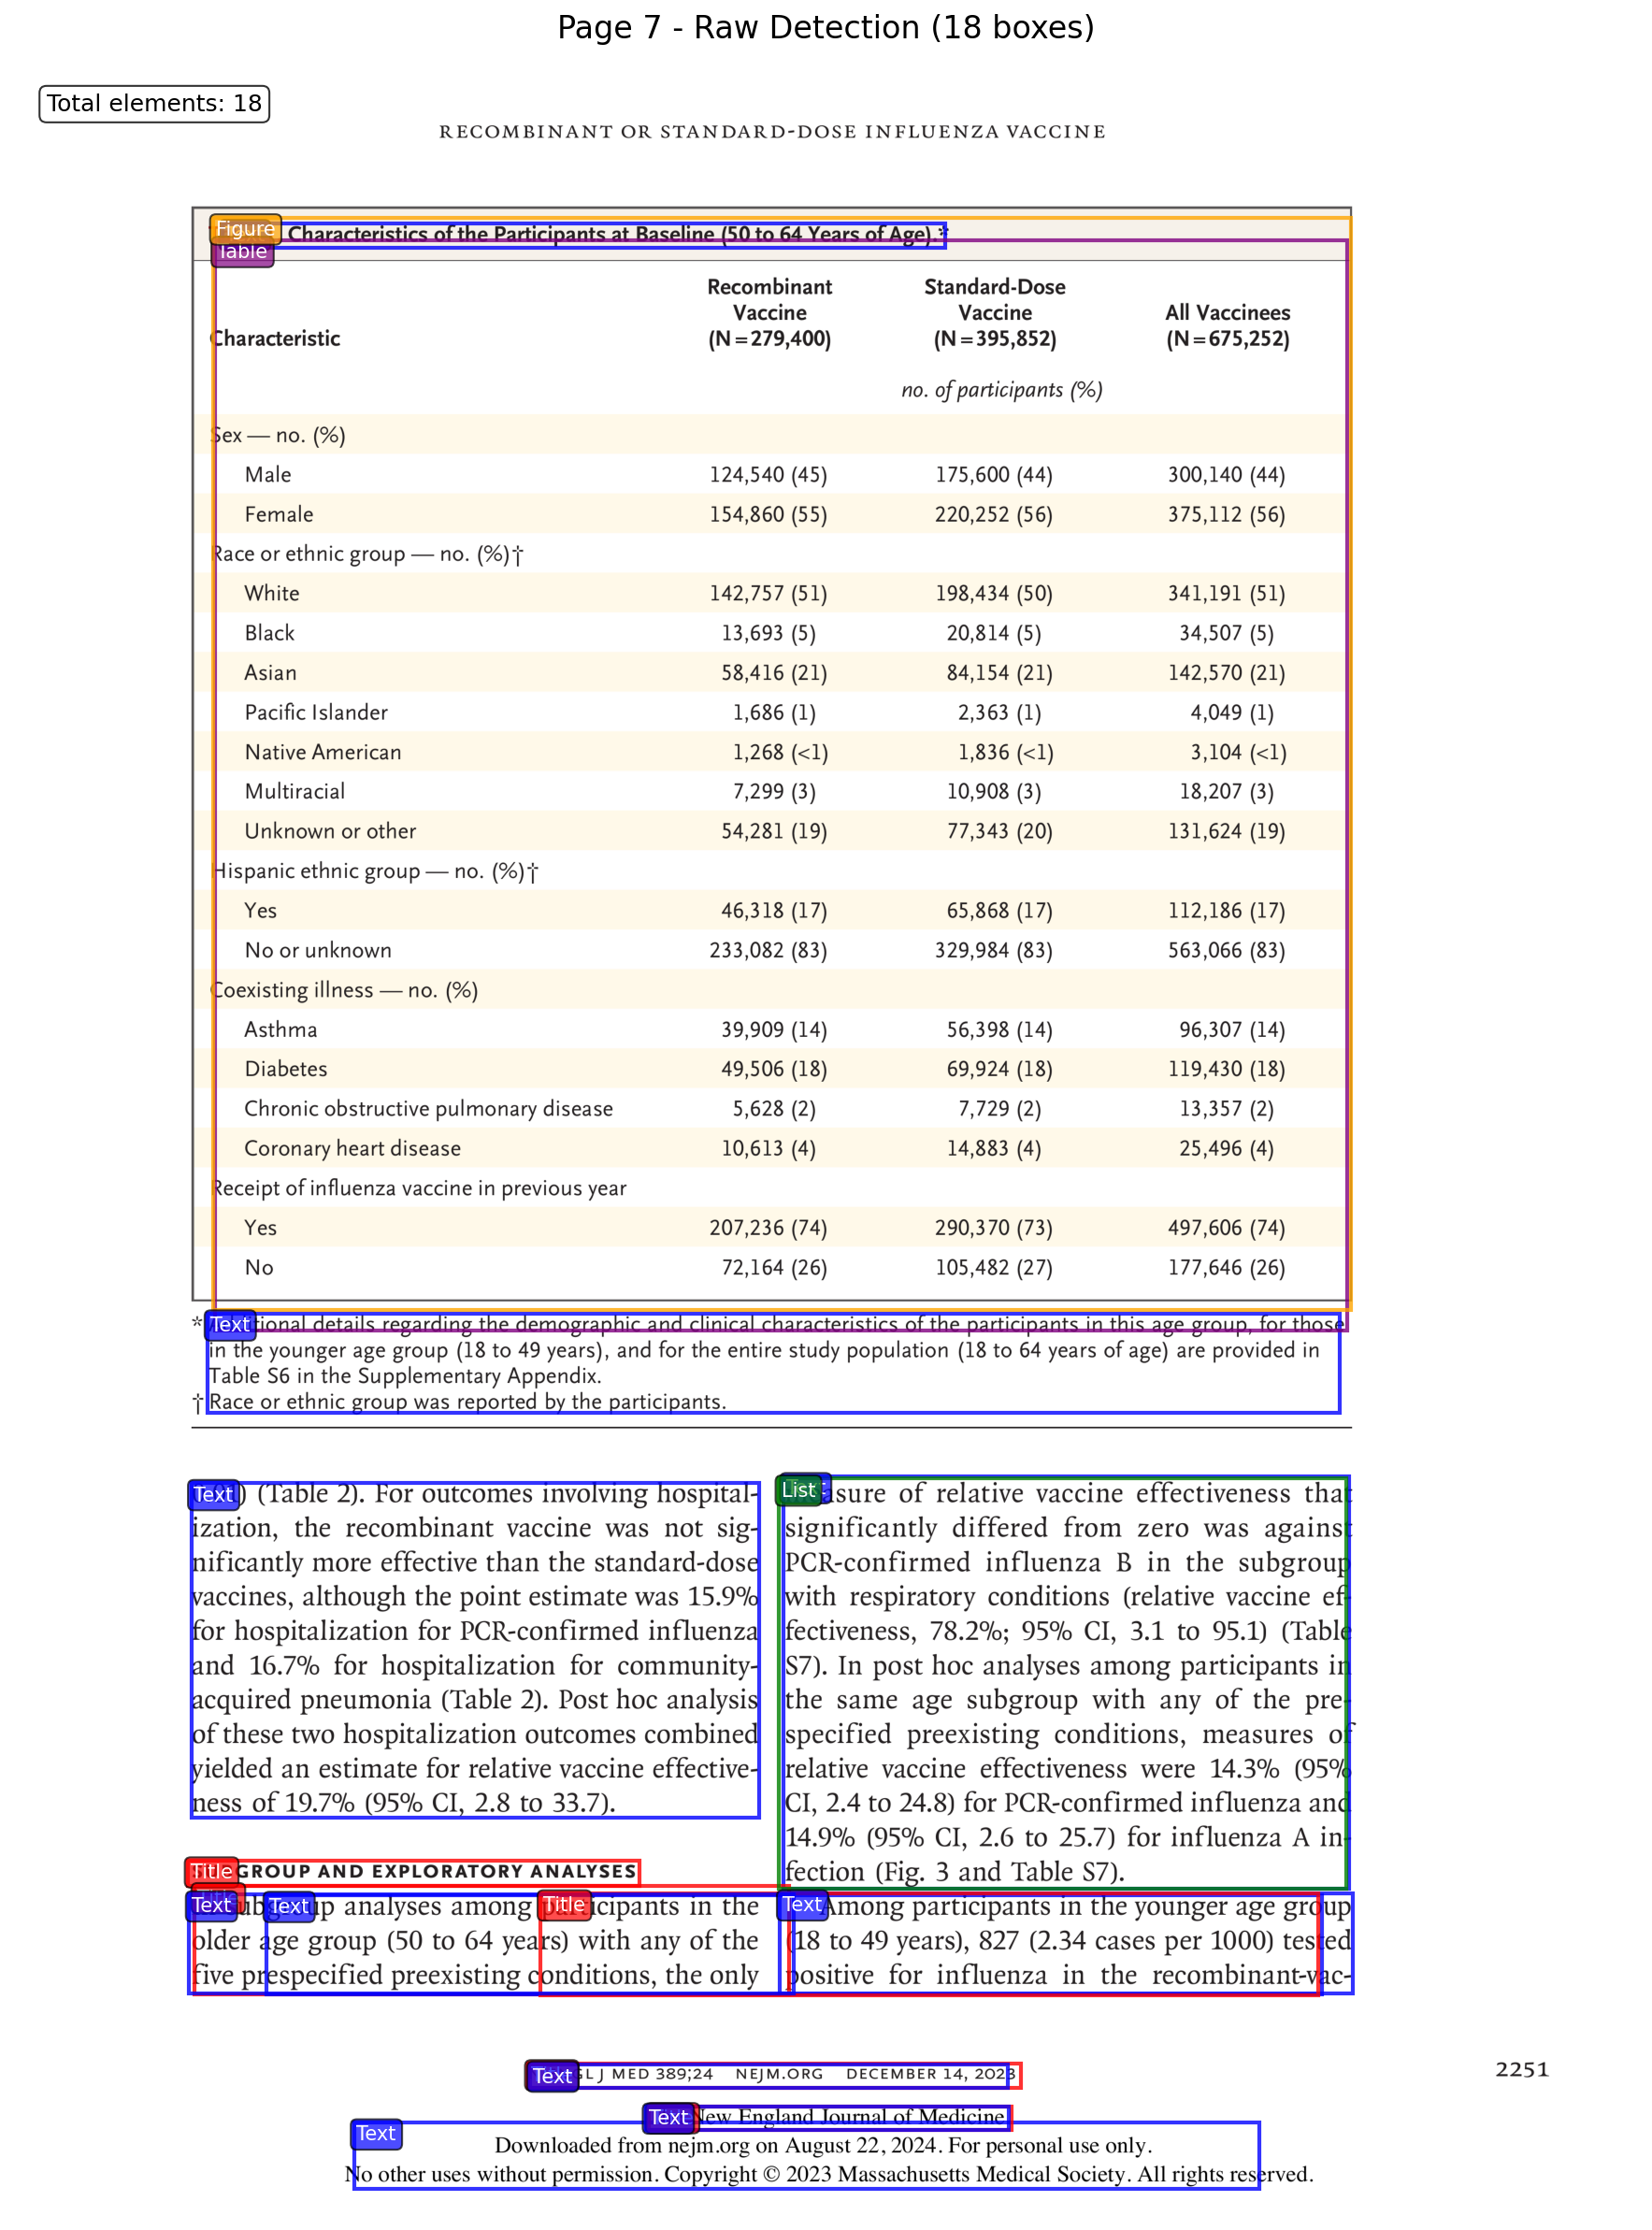 Page 7 - Raw Detection (18 boxes)
Total elements: 18
RECOMBINANT OR STANDARD-DOSE INFLUENZA VACCINE
Figure
Characteristics of the Participants at Baseline (50 to 64 Years of Age).*
Table
Characteristic
Recombinant Vaccine (N=279,400)
Standard-Dose Vaccine (N=395,852)
All Vaccinees (N=675,252)
no. of participants (%)
Sex — no. (%)
Male 124,540 (45) 175,600 (44) 300,140 (44)
Female 154,860 (55) 220,252 (56) 375,112 (56)
Race or ethnic group — no. (%)†
White 142,757 (51) 198,434 (50) 341,191 (51)
Black 13,693 (5) 20,814 (5) 34,507 (5)
Asian 58,416 (21) 84,154 (21) 142,570 (21)
Pacific Islander 1,686 (1) 2,363 (1) 4,049 (1)
Native American 1,268 (<1) 1,836 (<1) 3,104 (<1)
Multiracial 7,299 (3) 10,908 (3) 18,207 (3)
Unknown or other 54,281 (19) 77,343 (20) 131,624 (19)
Hispanic ethnic group — no. (%)†
Yes 46,318 (17) 65,868 (17) 112,186 (17)
No or unknown 233,082 (83) 329,984 (83) 563,066 (83)
Coexisting illness — no. (%)
Asthma 39,909 (14) 56,398 (14) 96,307 (14)
Diabetes 49,506 (18) 69,924 (18) 119,430 (18)
Chronic obstructive pulmonary disease 5,628 (2) 7,729 (2) 13,357 (2)
Coronary heart disease 10,613 (4) 14,883 (4) 25,496 (4)
Receipt of influenza vaccine in previous year
Yes 207,236 (74) 290,370 (73) 497,606 (74)
No 72,164 (26) 105,482 (27) 177,646 (26)
Text
* details regarding the demographic and clinical characteristics of the participants in this age group, for those
in the younger age group (18 to 49 years), and for the entire study population (18 to 64 years of age) are provided in
Table S6 in the Supplementary Appendix.
† Race or ethnic group was reported by the participants.
Text
(Table 2). For outcomes involving hospital-
ization, the recombinant vaccine was not sig-
nificantly more effective than the standard-dose
vaccines, although the point estimate was 15.9%
for hospitalization for PCR-confirmed influenza
and 16.7% for hospitalization for community-
acquired pneumonia (Table 2). Post hoc analysis
of these two hospitalization outcomes combined
yielded an estimate for relative vaccine effective-
ness of 19.7% (95% CI, 2.8 to 33.7).
Title
GROUP AND EXPLORATORY ANALYSES
Title
Text
Text
Title
analyses among participants in the
older age group (50 to 64 years) with any of the
five prespecified preexisting conditions, the only
List
measure of relative vaccine effectiveness that
significantly differed from zero was against
PCR-confirmed influenza B in the subgroup
with respiratory conditions (relative vaccine ef-
fectiveness, 78.2%; 95% CI, 3.1 to 95.1) (Table
S7). In post hoc analyses among participants in
the same age subgroup with any of the pre-
specified preexisting conditions, measures of
relative vaccine effectiveness were 14.3% (95%
CI, 2.4 to 24.8) for PCR-confirmed influenza and
14.9% (95% CI, 2.6 to 25.7) for influenza A in-
fection (Fig. 3 and Table S7).
Text
Among participants in the younger age group
(18 to 49 years), 827 (2.34 cases per 1000) tested
positive for influenza in the recombinant-vac-
Text
J MED 389;24 NEJM.ORG DECEMBER 14, 2023
2251
Text
New England Journal of Medicine
Text
Downloaded from nejm.org on August 22, 2024. For personal use only.
No other uses without permission. Copyright © 2023 Massachusetts Medical Society. All rights reserved.